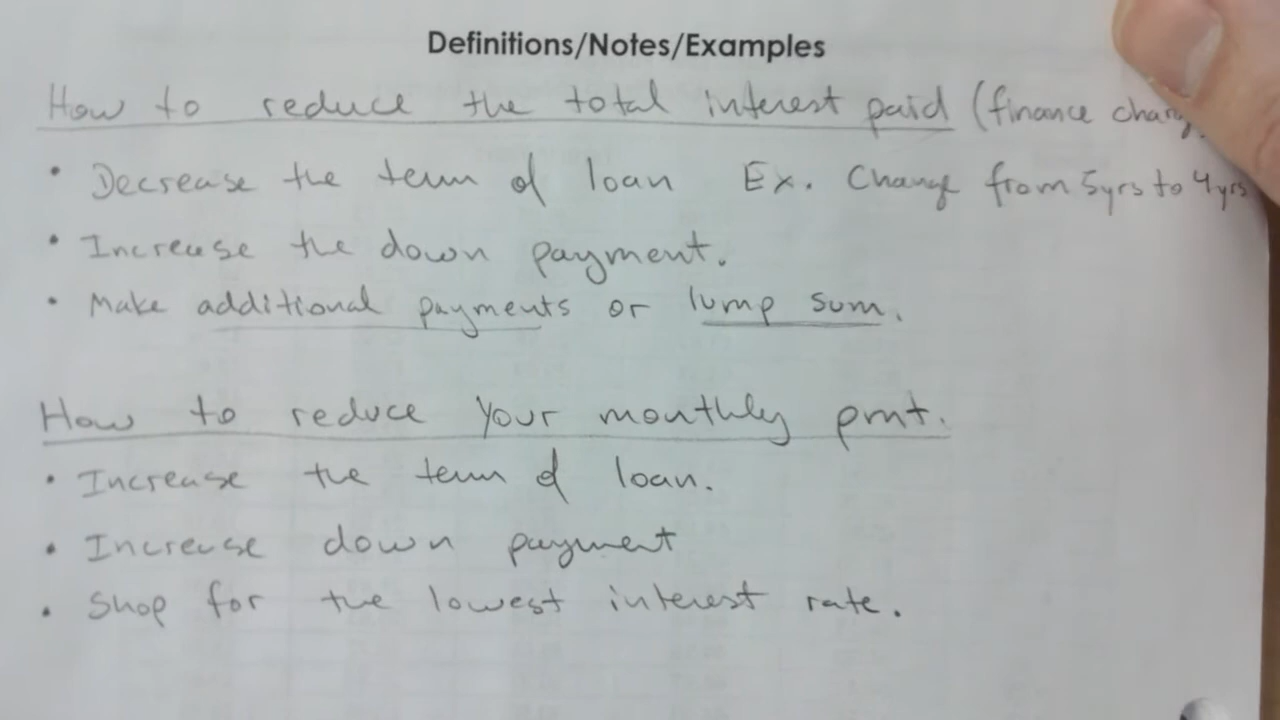 Definitions/Notes/Examples
How to reduce the total interest paid (finance
• Decrease the term of loan Ex. Change from 5yrs to 4yrs
• Increase the down payment.
• Make additional payments or lump sum.
How to reduce your monthly pmt.
• Increase the term of loan.
• Increase down payment
• Shop for the lowest interest rate.